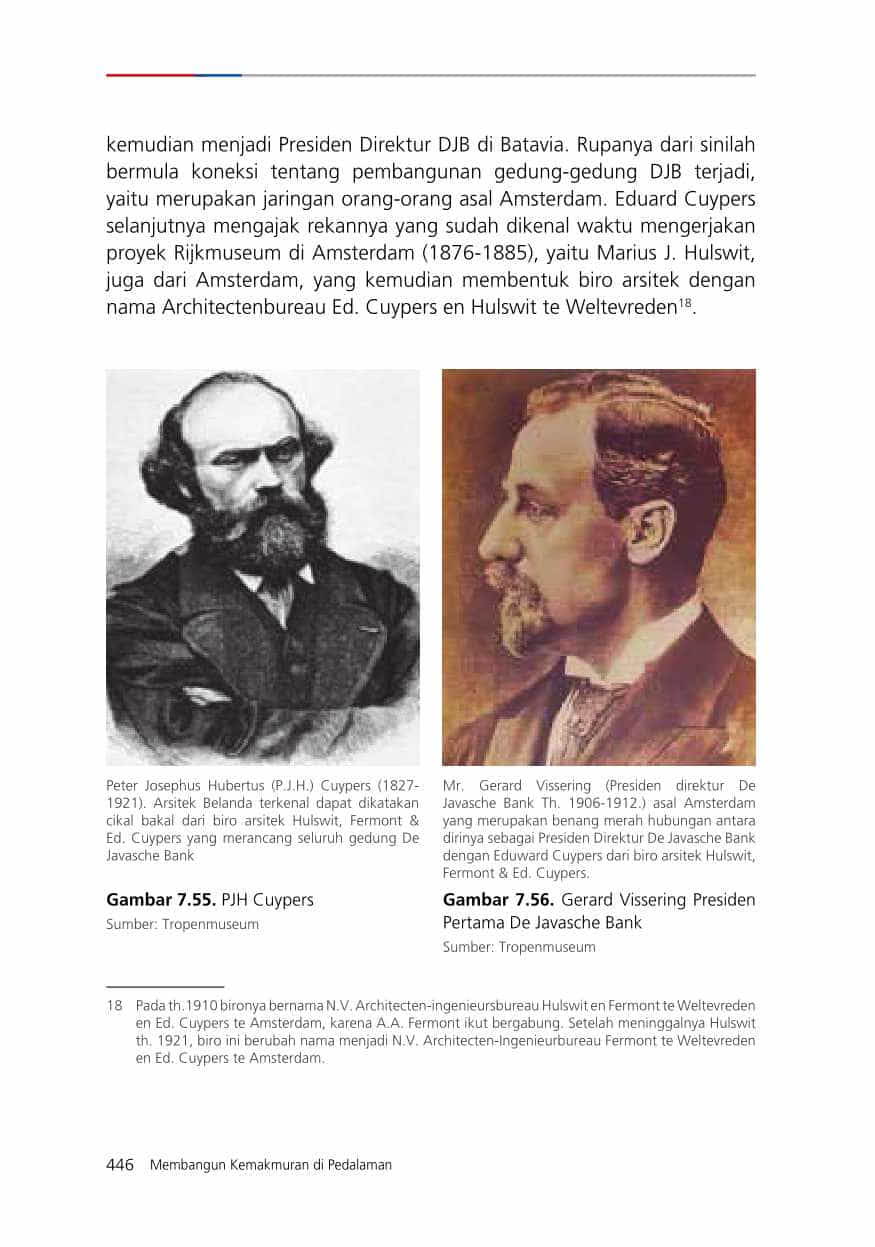 kemudian menjadi Presiden Direktur DJB di Batavia. Rupanya dari sinilah
bermula koneksi tentang pembangunan gedung-gedung DJB terjadi,
yaitu merupakan jaringan orang-orang asal Amsterdam. Eduard Cuypers
selanjutnya mengajak rekannya yang sudah dikenal waktu mengerjakan
proyek Rijkmuseum di Amsterdam (1876-1885), yaitu Marius J. Hulswit,
juga dari Amsterdam, yang kemudian membentuk biro arsitek dengan
nama Architectenbureau Ed. Cuypers en Hulswit te Weltevreden18.
Peter Josephus Hubertus (P.J.H.) Cuypers (1827-
1921). Arsitek Belanda terkenal dapat dikatakan
cikal bakal dari biro arsitek Hulswit, Fermont &
Ed. Cuypers yang merancang seluruh gedung De
Javasche Bank
Gambar 7.55. PJH Cuypers
Sumber: Tropenmuseum
Mr. Gerard Vissering (Presiden direktur De
Javasche Bank Th. 1906-1912.) asal Amsterdam
yang merupakan benang merah hubungan antara
dirinya sebagai Presiden Direktur De Javasche Bank
dengan Eduward Cuypers dari biro arsitek Hulswit,
Fermont & Ed. Cuypers.
Gambar 7.56. Gerard Vissering Presiden
Pertama De Javasche Bank
Sumber: Tropenmuseum
18 Pada th.1910 bironya bernama N.V. Architecten-ingenieursbureau Hulswit en Fermont te Weltevreden
en Ed. Cuypers te Amsterdam, karena A.A. Fermont ikut bergabung. Setelah meninggalnya Hulswit
th. 1921, biro ini berubah nama menjadi N.V. Architecten-Ingenieurbureau Fermont te Weltevreden
en Ed. Cuypers te Amsterdam.
446 Membangun Kemakmuran di Pedalaman